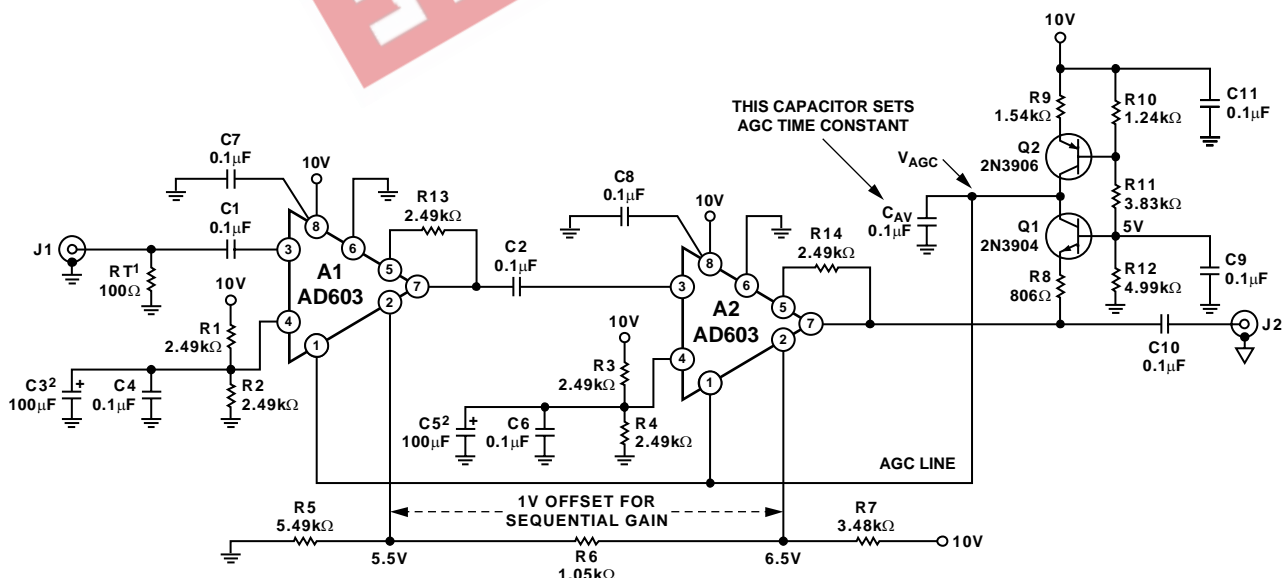 10V
R9
1.54kΩ
R10
1.24kΩ
C11
0.1μF
THIS CAPACITOR SETS
AGC TIME CONSTANT
Q2
2N3906
VAGC
R11
3.83kΩ
C7
0.1μF
10V
C8
0.1μF
10V
CAV
0.1μF
Q1
2N3904
5V
R13
2.49kΩ
R14
2.49kΩ
R8
806Ω
R12
4.99kΩ
C9
0.1μF
J1
C1
0.1μF
RT1
100Ω
3
8
6
5
7
2
4
1
A1
AD603
C2
0.1μF
3
8
6
5
7
2
4
1
A2
AD603
J2
C10
0.1μF
10V
R1
2.49kΩ
R2
2.49kΩ
C32
100μF
+
C4
0.1μF
10V
R3
2.49kΩ
R4
2.49kΩ
C52
100μF
+
C6
0.1μF
AGC LINE
1V OFFSET FOR
SEQUENTIAL GAIN
R5
5.49kΩ
5.5V
R6
1.05kΩ
6.5V
R7
3.48kΩ
10V